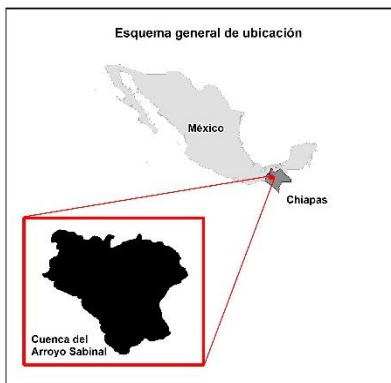 Esquema general de ubicación
México
Chiapas
Cuenca del
Arroyo Sabinal